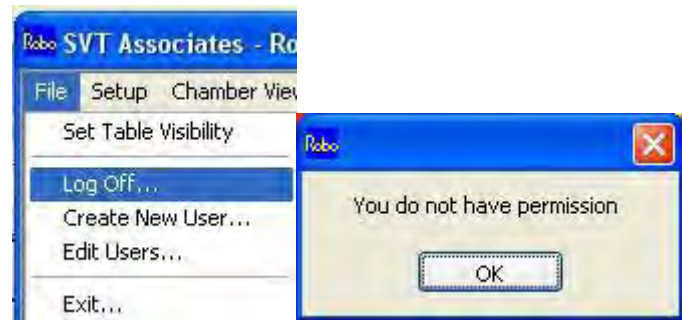 Robo SVT Associates - Ro
File Setup Chamber Viev
Set Table Visibility
Log Off...
Create New User...
Edit Users...
Exit...
Robo
You do not have permission
OK